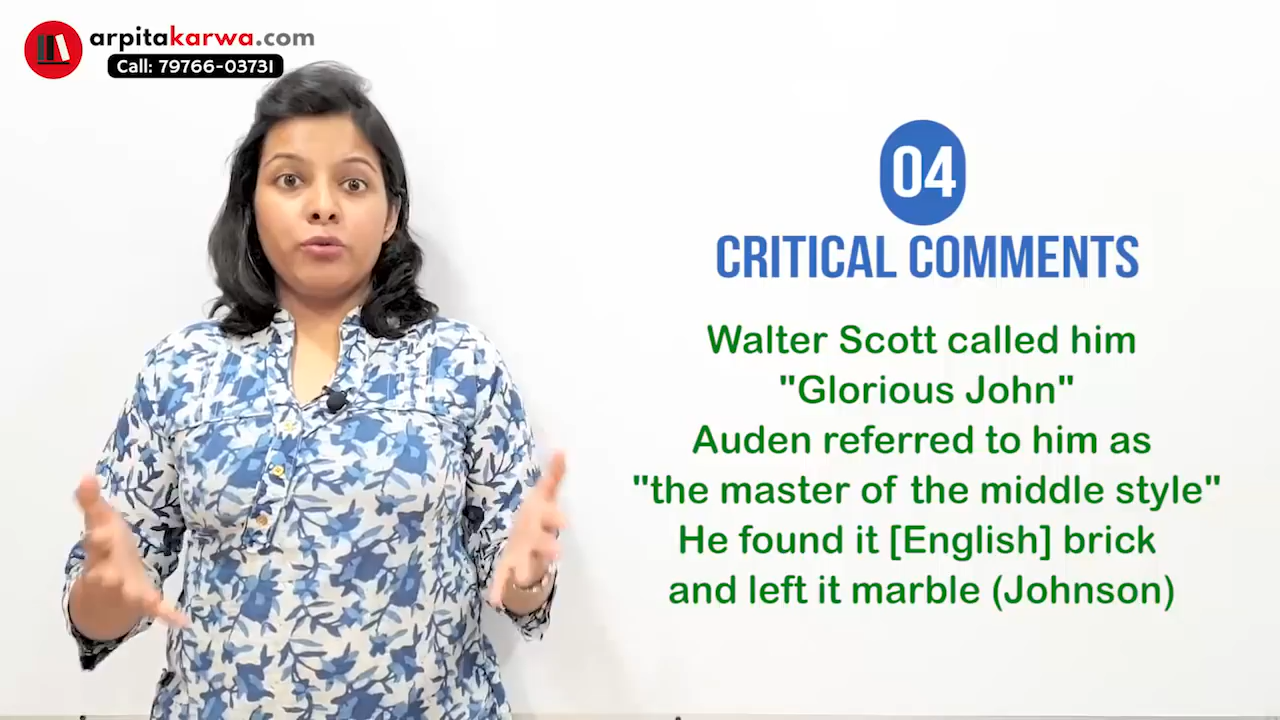 arpitakarwa.com
Call: 79766-03731
04
CRITICAL COMMENTS
Walter Scott called him
"Glorious John"
Auden referred to him as
"the master of the middle style"
He found it [English] brick
and left it marble (Johnson)